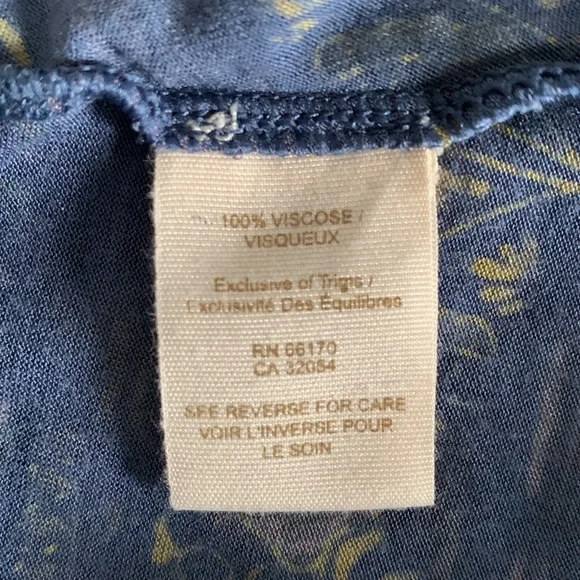 100% VISCOSE /
VISQUEUX
Exclusive of Trims /
Exclusivité Des Équilibres
RN 66170
CA 32054
SEE REVERSE FOR CARE
VOIR L'INVERSE POUR
LE SOIN